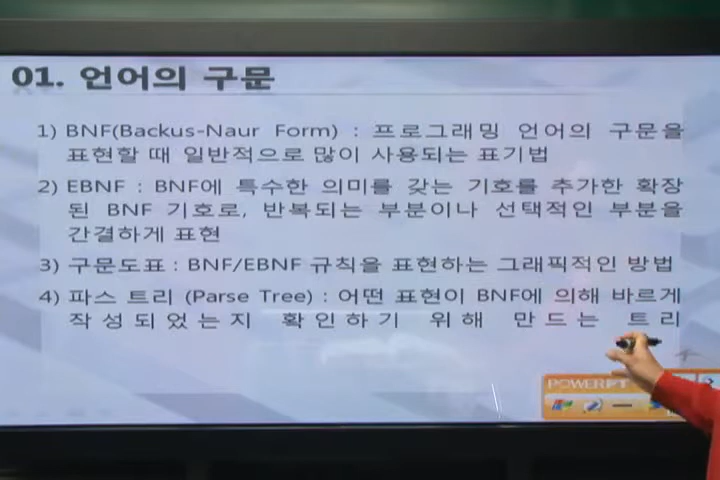 01. 언어의 구문
1) BNF(Backus-Naur Form) : 프로그래밍 언어의 구문을
표현할 때 일반적으로 많이 사용되는 표기법
2) EBNF : BNF에 특수한 의미를 갖는 기호를 추가한 확장
된 BNF 기호로, 반복되는 부분이나 선택적인 부분을
간결하게 표현
3) 구문도표 : BNF/EBNF 규칙을 표현하는 그래픽적인 방법
4) 파스 트리 (Parse Tree) : 어떤 표현이 BNF에 의해 바르게
작성되었는지 확인하기 위해 만드는 트리